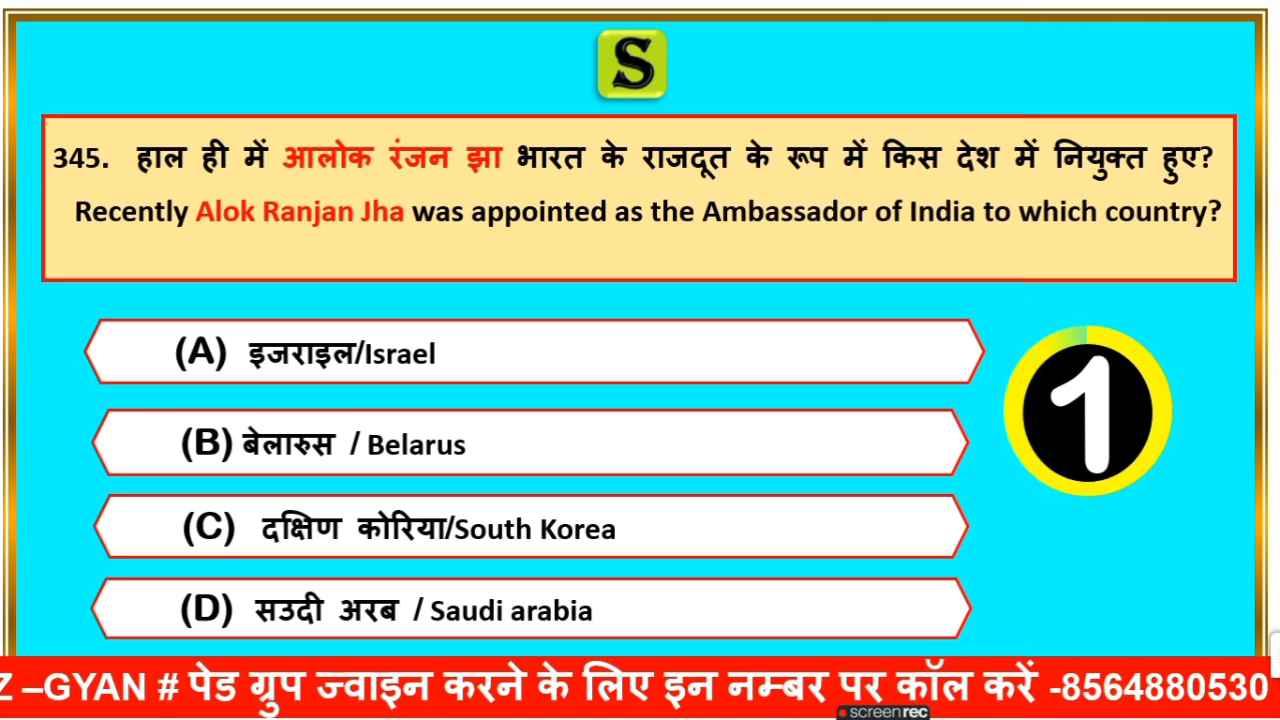 S
345. हाल ही में आलोक रंजन झा भारत के राजदूत के रूप में किस देश में नियुक्त हुए?
Recently Alok Ranjan Jha was appointed as the Ambassador of India to which country?
(A) इजराइल/Israel
1
(B) बेलारुस / Belarus
(C) दक्षिण कोरिया/South Korea
(D) सउदी अरब / Saudi arabia
Z –GYAN # पेड ग्रुप ज्वाइन करने के लिए इन नम्बर पर कॉल करें -8564880530
screenrec